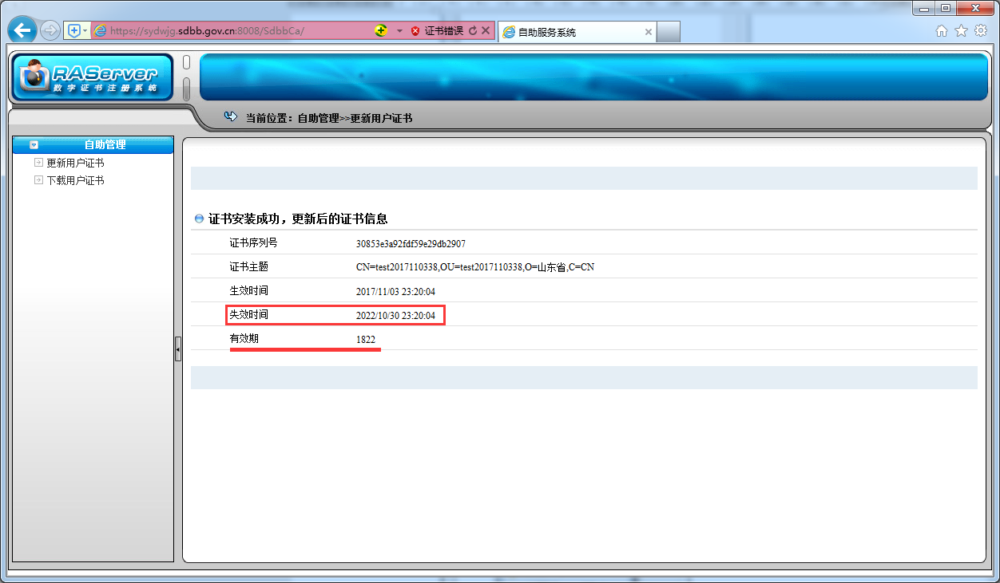 https://sydwjg.sdbb.gov.cn:8008/SdbbCa/
证书错误
自助服务系统
RAServer
数字证书注册系统
当前位置：自助管理>>更新用户证书
自助管理
更新用户证书
下载用户证书
证书安装成功，更新后的证书信息
证书序列号 30853e3a92fdf59e29db2907
证书主题 CN=test2017110338,OU=test2017110338,O=山东省,C=CN
生效时间 2017/11/03 23:20:04
失效时间 2022/10/30 23:20:04
有效期 1822